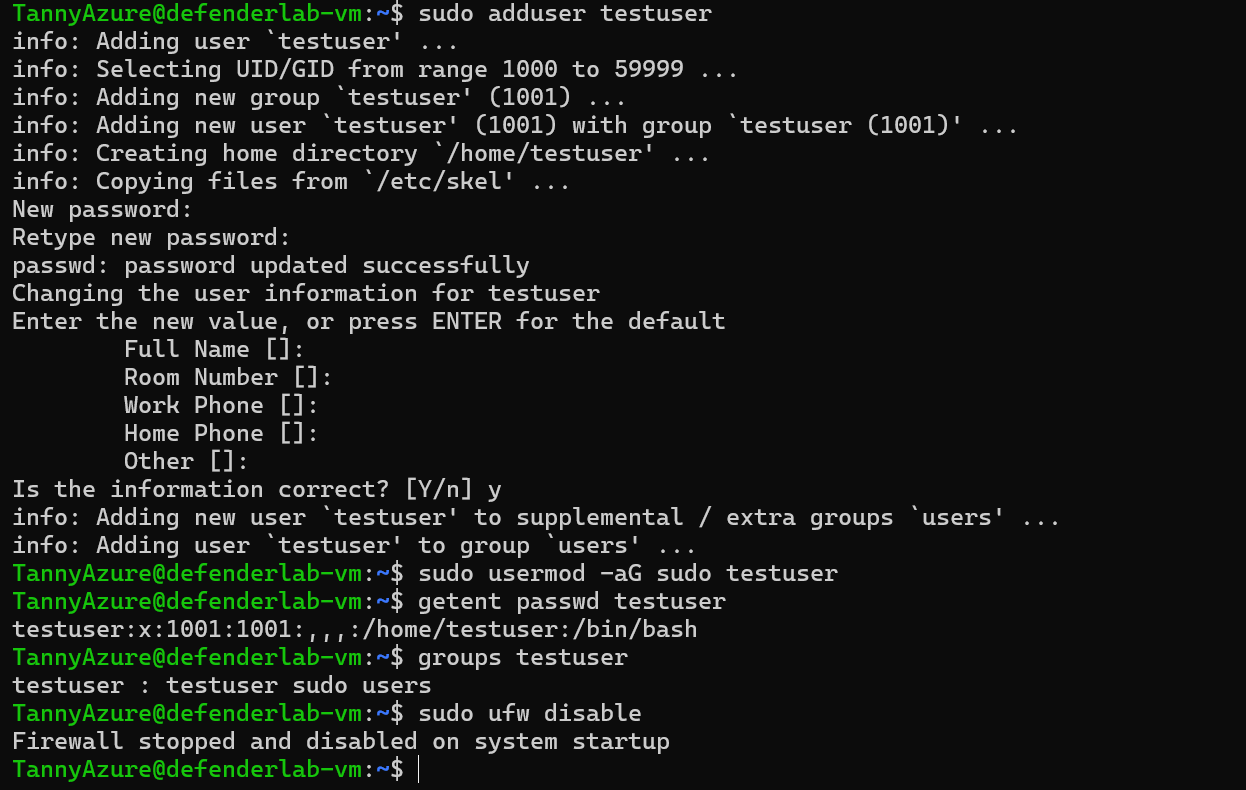 TannyAzure@defenderlab-vm:~$ sudo adduser testuser
info: Adding user `testuser' ...
info: Selecting UID/GID from range 1000 to 59999 ...
info: Adding new group `testuser' (1001) ...
info: Adding new user `testuser' (1001) with group `testuser (1001)' ...
info: Creating home directory `/home/testuser' ...
info: Copying files from `/etc/skel' ...
New password:
Retype new password:
passwd: password updated successfully
Changing the user information for testuser
Enter the new value, or press ENTER for the default
        Full Name []:
        Room Number []:
        Work Phone []:
        Home Phone []:
        Other []:
Is the information correct? [Y/n] y
info: Adding new user `testuser' to supplemental / extra groups `users' ...
info: Adding user `testuser' to group `users' ...
TannyAzure@defenderlab-vm:~$ sudo usermod -aG sudo testuser
TannyAzure@defenderlab-vm:~$ getent passwd testuser
testuser:x:1001:1001:,,,:/home/testuser:/bin/bash
TannyAzure@defenderlab-vm:~$ groups testuser
testuser : testuser sudo users
TannyAzure@defenderlab-vm:~$ sudo ufw disable
Firewall stopped and disabled on system startup
TannyAzure@defenderlab-vm:~$